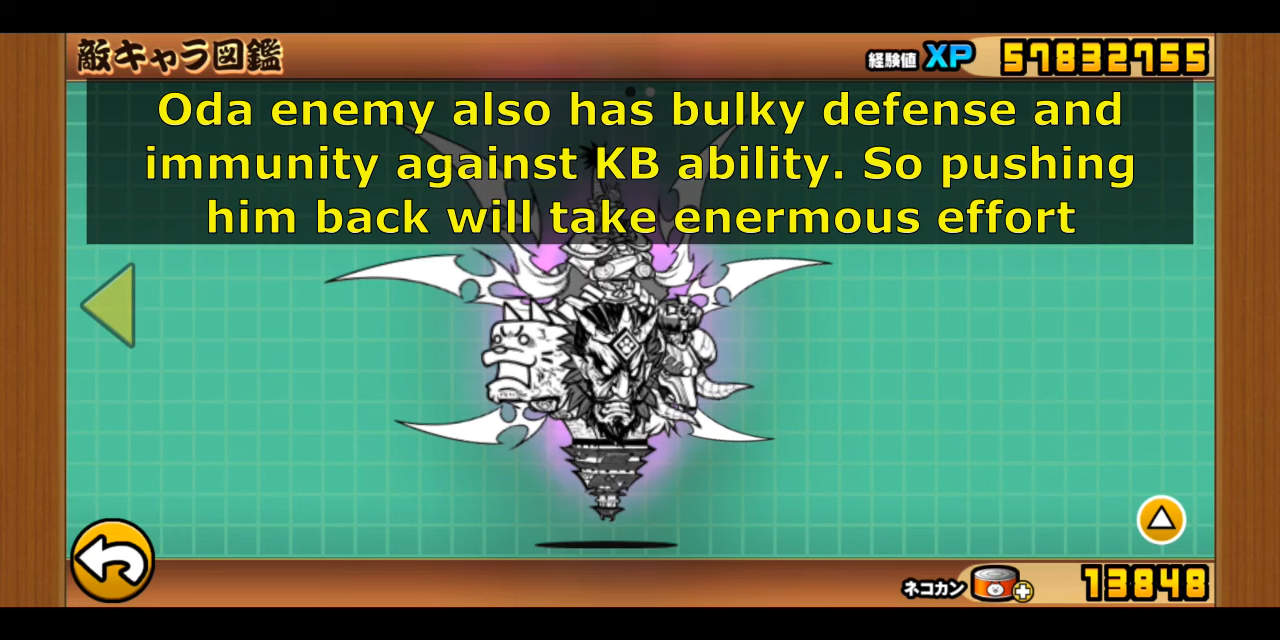 敵キャラ図鑑
経験値 XP 57832755
Oda enemy also has bulky defense and
immunity against KB ability. So pushing
him back will take enermous effort
ネコカン 13848